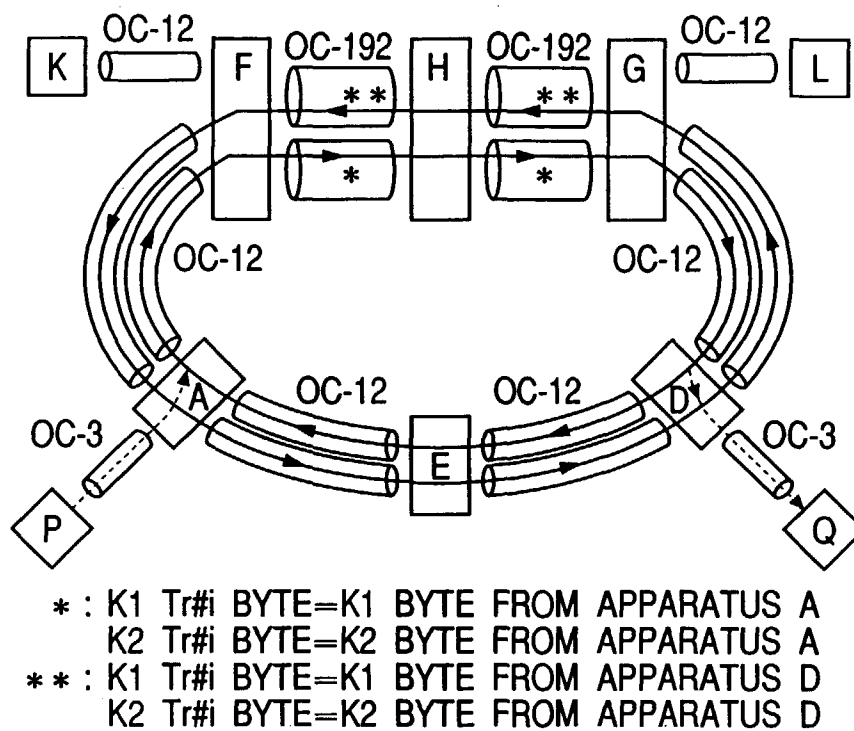 OC-12 OC-192 OC-192 OC-12
K F H G L
** **
* *
OC-12 OC-12
OC-12 OC-12
A D
OC-3 E OC-3
P Q
* : K1 Tr#i BYTE=K1 BYTE FROM APPARATUS A
K2 Tr#i BYTE=K2 BYTE FROM APPARATUS A
** : K1 Tr#i BYTE=K1 BYTE FROM APPARATUS D
K2 Tr#i BYTE=K2 BYTE FROM APPARATUS D